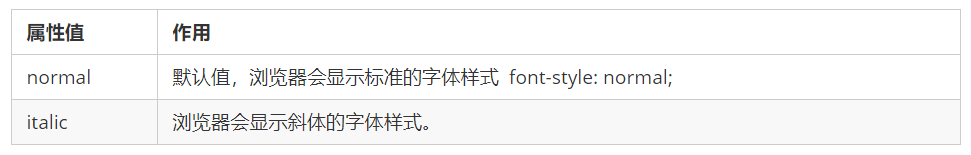 属性值 作用
normal 默认值，浏览器会显示标准的字体样式 font-style: normal;
italic 浏览器会显示斜体的字体样式。